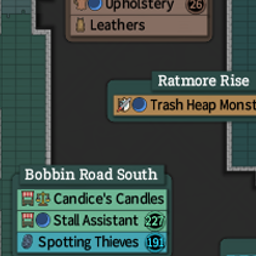 Upholstery 26
Leathers
Ratmore Rise
Trash Heap Monst
Bobbin Road South
Candice's Candles
Stall Assistant 227
Spotting Thieves 191